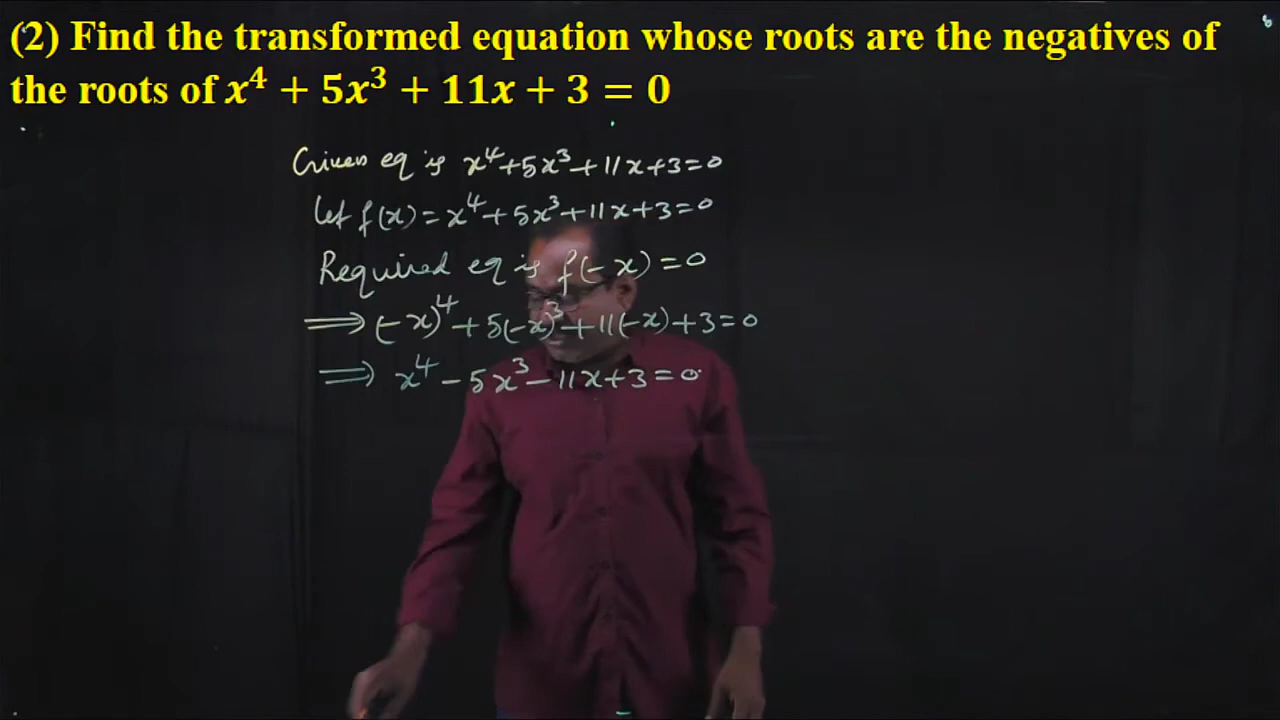 (2) Find the transformed equation whose roots are the negatives of
the roots of x⁴ + 5x³ + 11x + 3 = 0
Given eq is x⁴+5x³+11x+3=0
let f(x)=x⁴+5x³+11x+3=0
Required eq is f(-x)=0
⟹(-x)⁴+5(-x)³+11(-x)+3=0
⟹ x⁴-5x³-11x+3=0